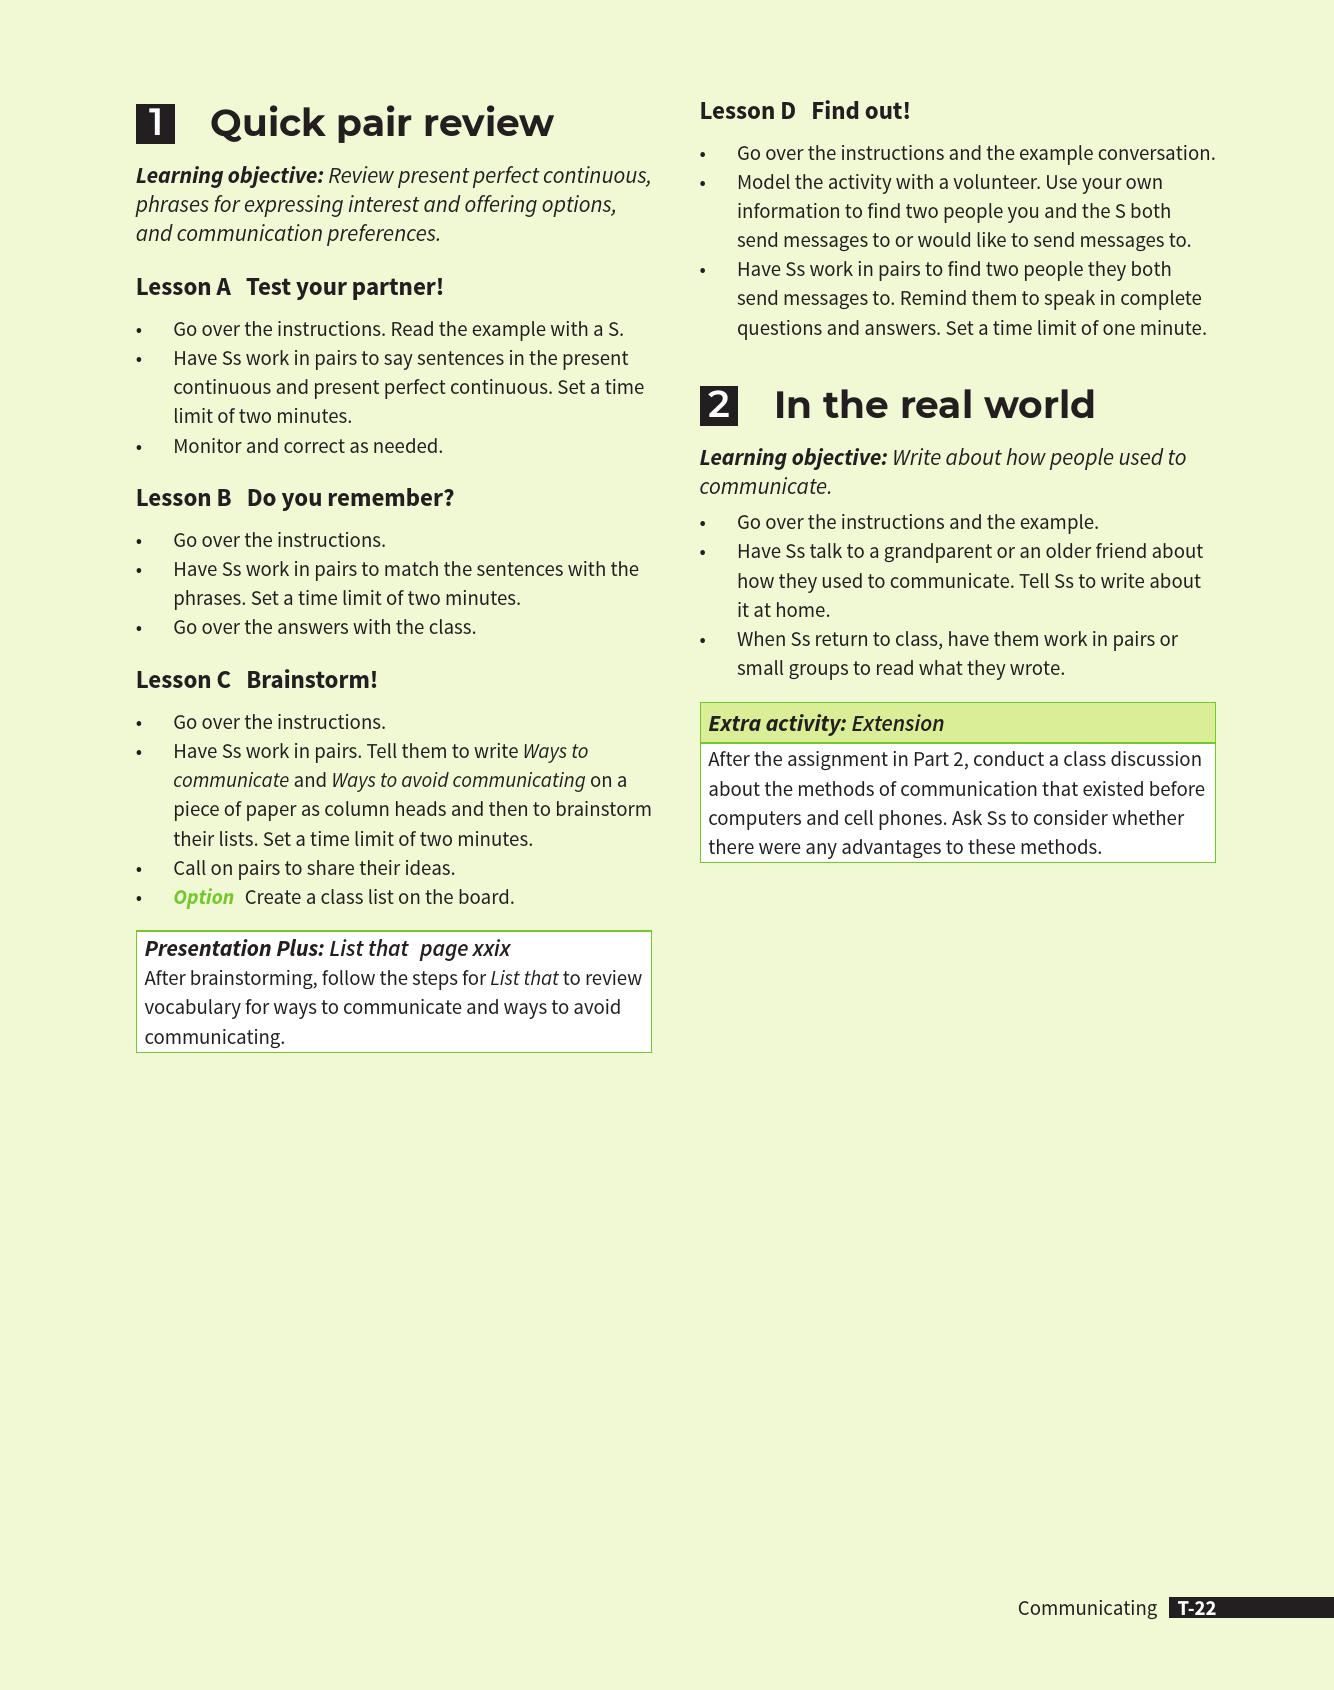 1 Quick pair review
Learning objective: Review present perfect continuous,
phrases for expressing interest and offering options,
and communication preferences.
Lesson A Test your partner!
• Go over the instructions. Read the example with a S.
• Have Ss work in pairs to say sentences in the present
continuous and present perfect continuous. Set a time
limit of two minutes.
• Monitor and correct as needed.
Lesson B Do you remember?
• Go over the instructions.
• Have Ss work in pairs to match the sentences with the
phrases. Set a time limit of two minutes.
• Go over the answers with the class.
Lesson C Brainstorm!
• Go over the instructions.
• Have Ss work in pairs. Tell them to write Ways to
communicate and Ways to avoid communicating on a
piece of paper as column heads and then to brainstorm
their lists. Set a time limit of two minutes.
• Call on pairs to share their ideas.
• Option Create a class list on the board.
Presentation Plus: List that page xxix
After brainstorming, follow the steps for List that to review
vocabulary for ways to communicate and ways to avoid
communicating.
Lesson D Find out!
• Go over the instructions and the example conversation.
• Model the activity with a volunteer. Use your own
information to find two people you and the S both
send messages to or would like to send messages to.
• Have Ss work in pairs to find two people they both
send messages to. Remind them to speak in complete
questions and answers. Set a time limit of one minute.
2 In the real world
Learning objective: Write about how people used to
communicate.
• Go over the instructions and the example.
• Have Ss talk to a grandparent or an older friend about
how they used to communicate. Tell Ss to write about
it at home.
• When Ss return to class, have them work in pairs or
small groups to read what they wrote.
Extra activity: Extension
After the assignment in Part 2, conduct a class discussion
about the methods of communication that existed before
computers and cell phones. Ask Ss to consider whether
there were any advantages to these methods.
Communicating T-22